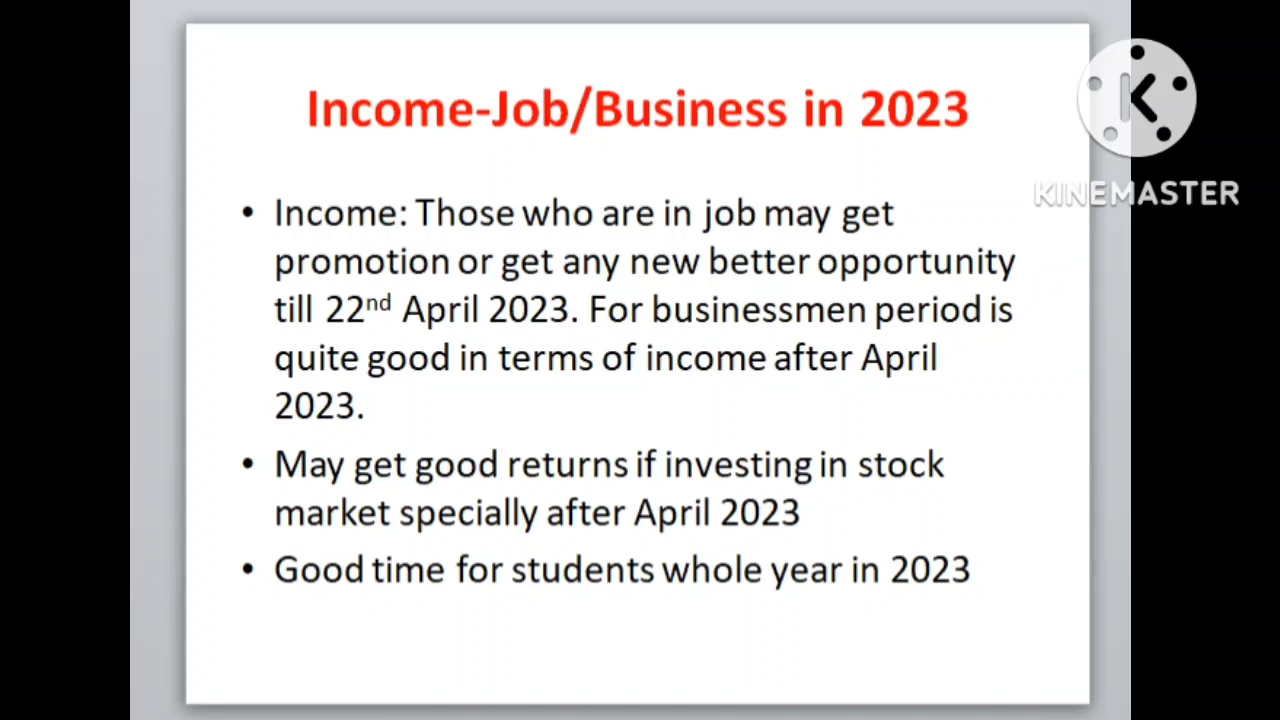 Income-Job/Business in 2023
KINEMASTER
• Income: Those who are in job may get
promotion or get any new better opportunity
till 22nd April 2023. For businessmen period is
quite good in terms of income after April
2023.
• May get good returns if investing in stock
market specially after April 2023
• Good time for students whole year in 2023